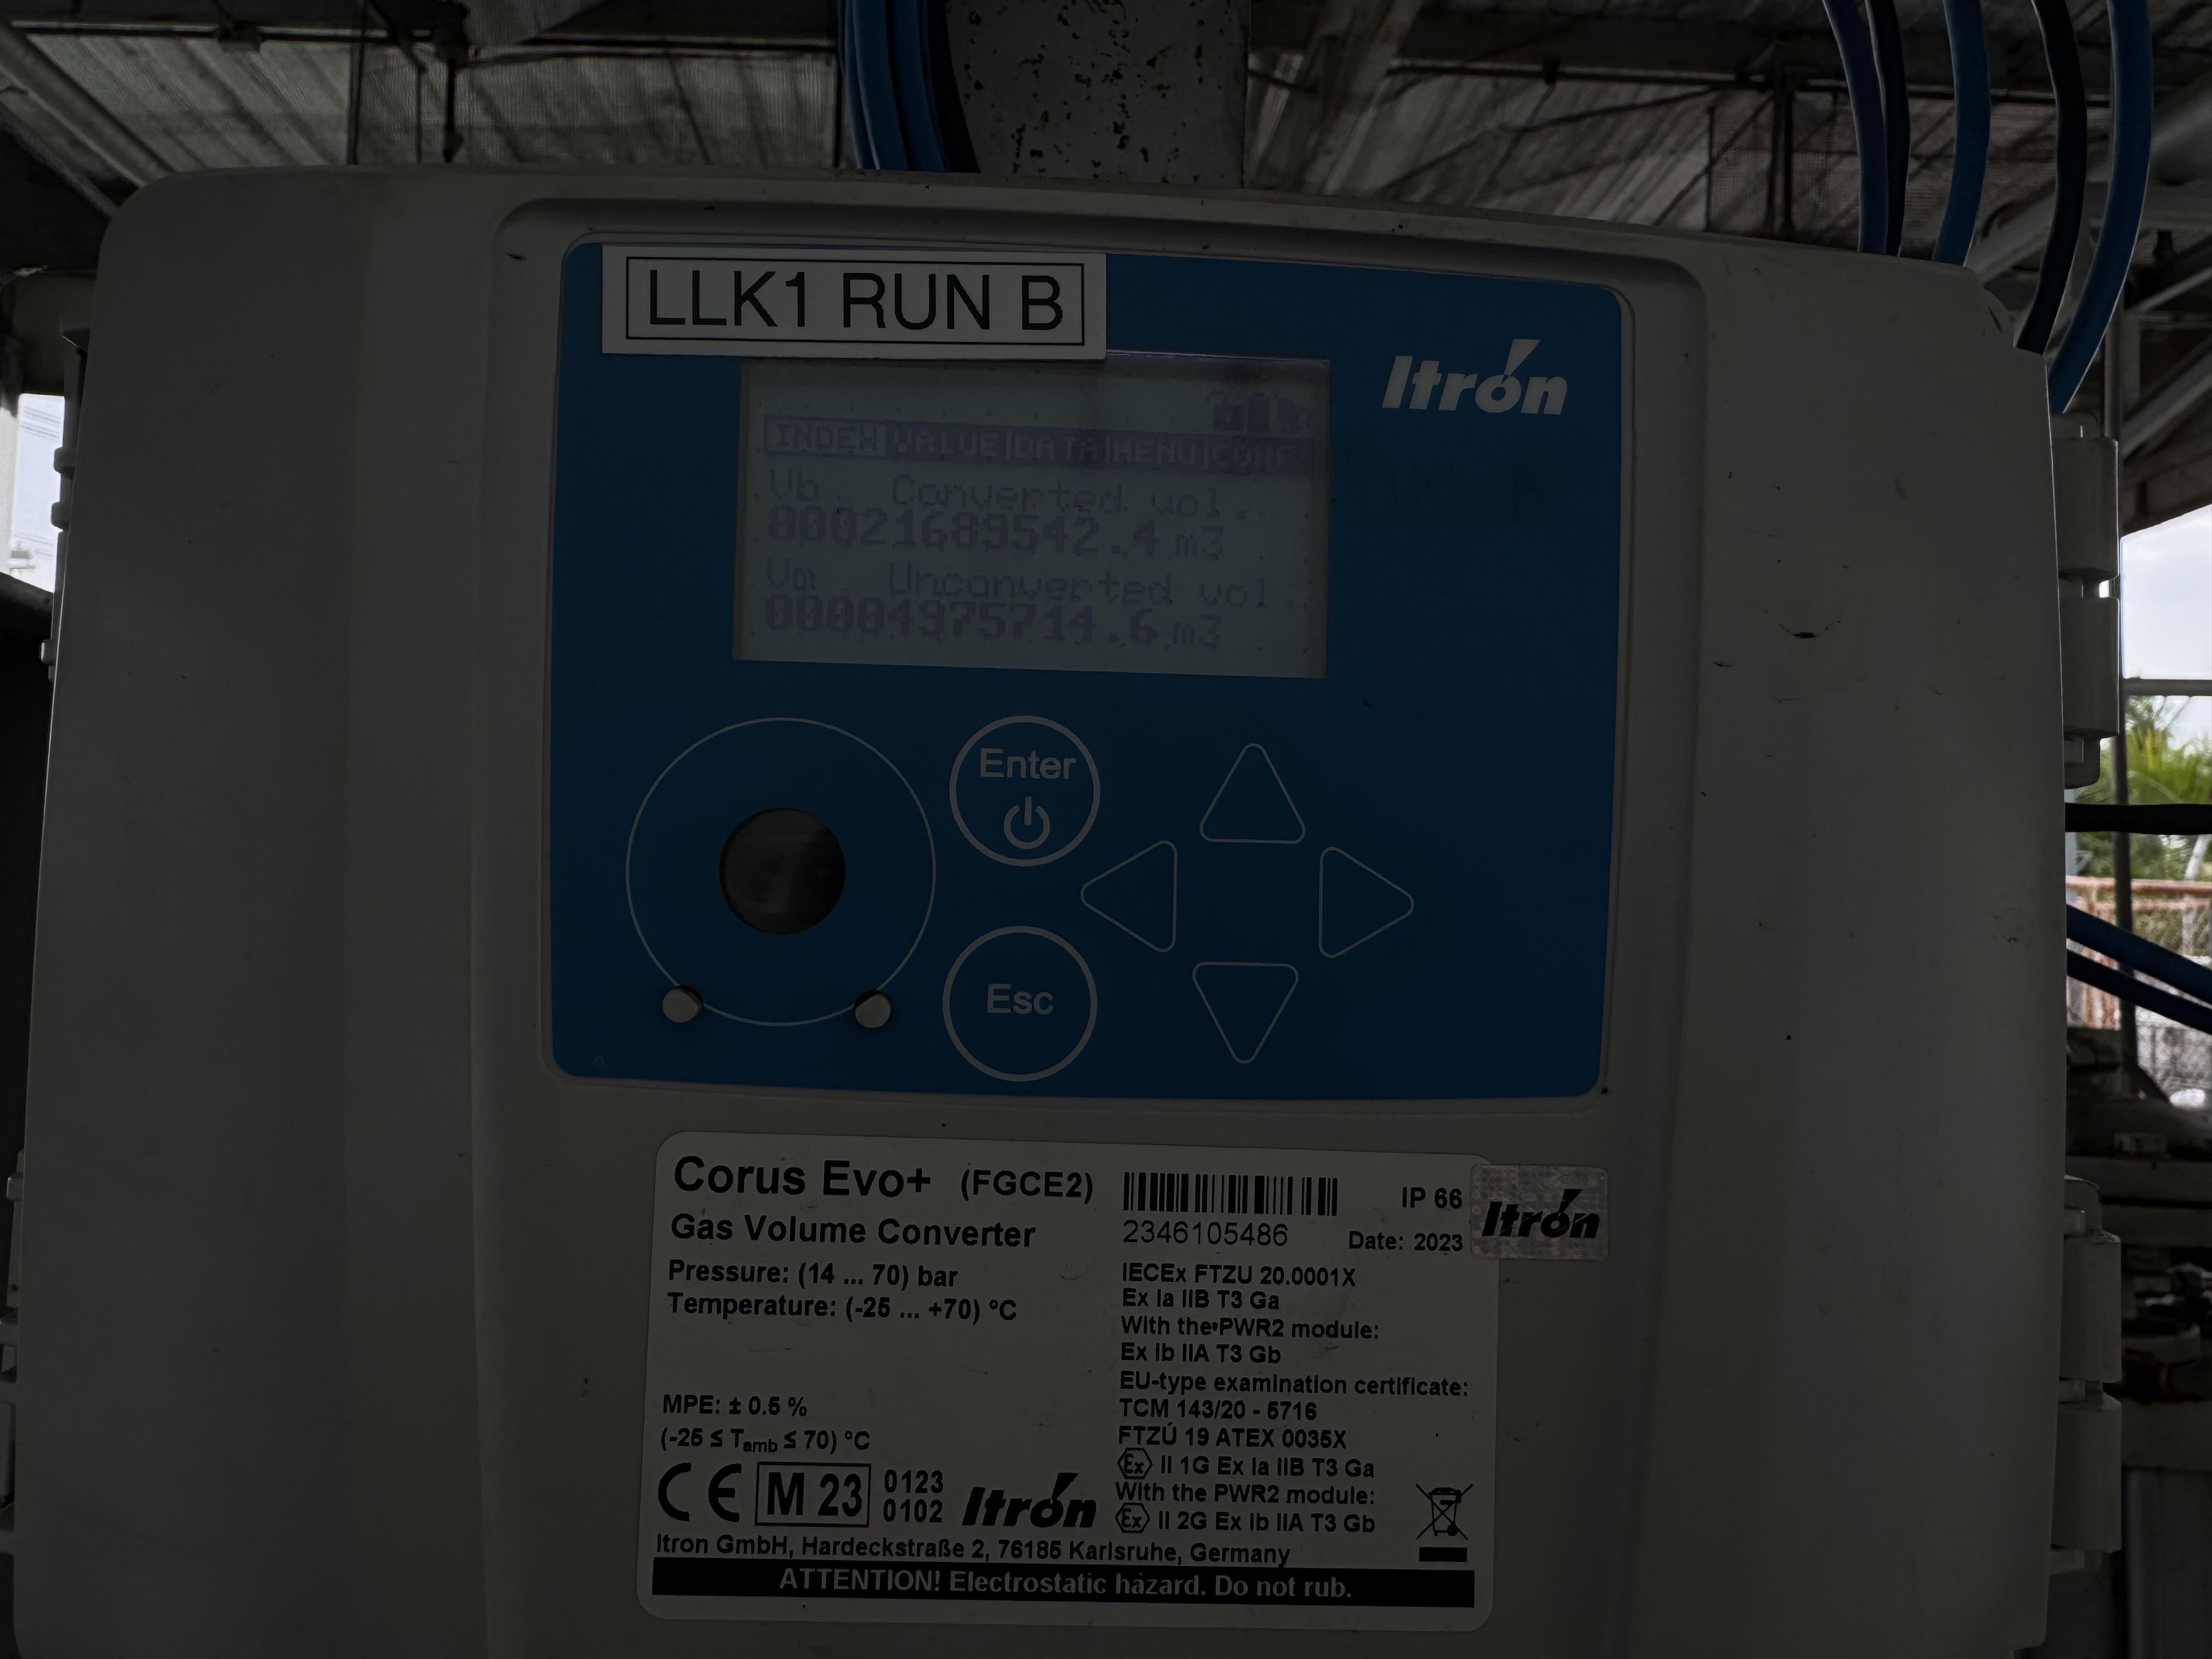 LLK1 RUN B
Itrón
INDEX VALUE|DATA|MENU|CONF
Vb Converted vol.
00021689542.4 m3
Vm Unconverted vol.
00004975714.6 m3
Enter
Esc
Corus Evo+ (FGCE2)
Gas Volume Converter
Pressure: (14 ... 70) bar
Temperature: (-25 ... +70) °C
MPE: ± 0.5 %
(-25 ≤ Tamb ≤ 70) °C
CE M 23 0123
0102 Itrón
2346105486
IP 66
Date: 2023
Itrón
IECEx FTZU 20.0001X
Ex ia IIB T3 Ga
With the PWR2 module:
Ex ib IIA T3 Gb
EU-type examination certificate:
TCM 143/20 - 5716
FTZÚ 19 ATEX 0035X
Ex II 1G Ex ia IIB T3 Ga
With the PWR2 module:
Ex II 2G Ex ib IIA T3 Gb
Itron GmbH, Hardeckstraße 2, 76185 Karlsruhe, Germany
ATTENTION! Electrostatic hazard. Do not rub.